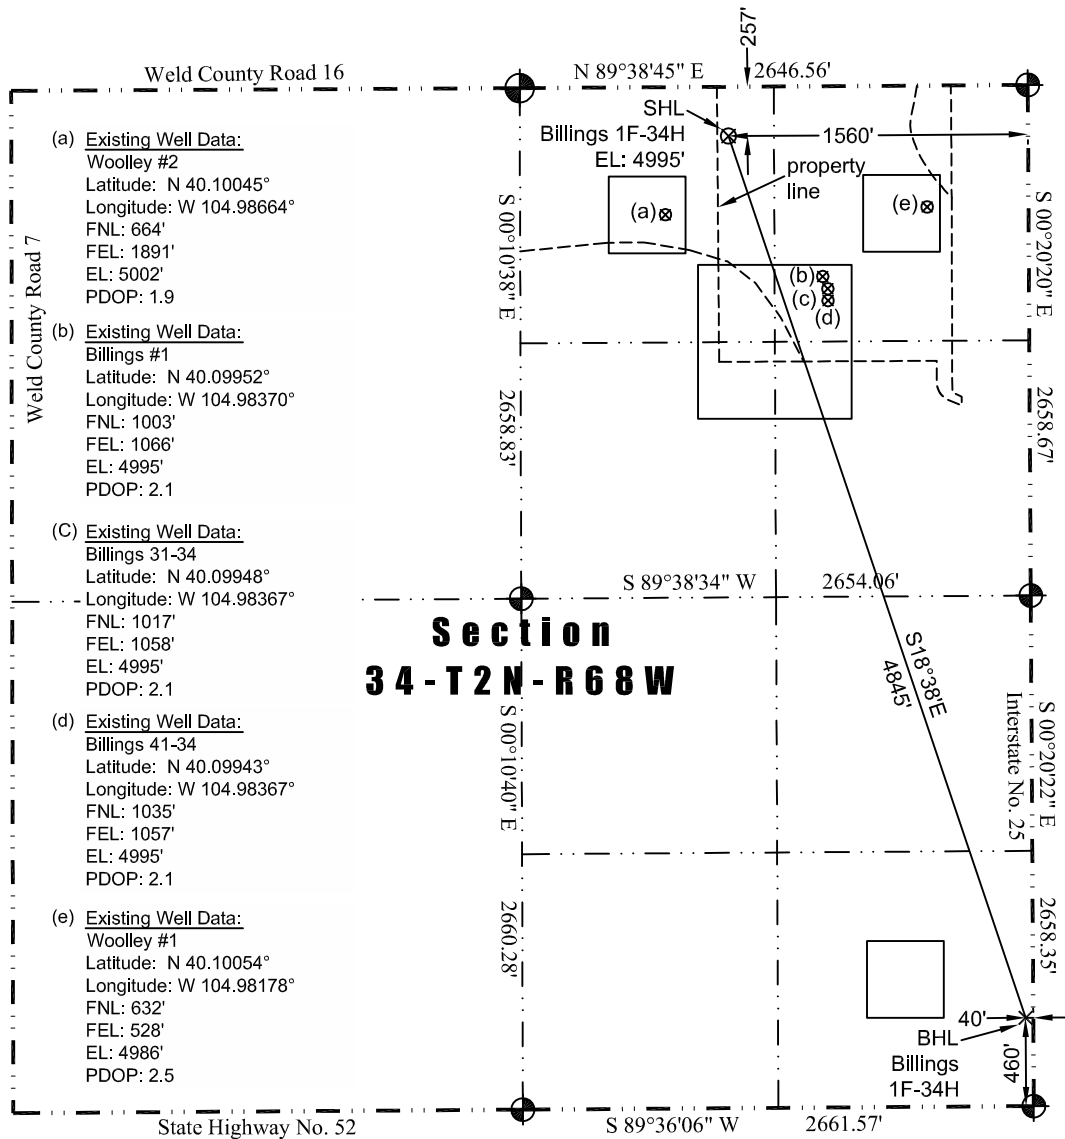 257'
Weld County Road 16
N 89°38'45" E
2646.56'
SHL
Billings 1F-34H
EL: 4995'
1560'
property
line
(a) Existing Well Data:
Woolley #2
Latitude: N 40.10045°
Longitude: W 104.98664°
FNL: 664'
FEL: 1891'
EL: 5002'
PDOP: 1.9
(b) Existing Well Data:
Billings #1
Latitude: N 40.09952°
Longitude: W 104.98370°
FNL: 1003'
FEL: 1066'
EL: 4995'
PDOP: 2.1
(C) Existing Well Data:
Billings 31-34
Latitude: N 40.09948°
Longitude: W 104.98367°
FNL: 1017'
FEL: 1058'
EL: 4995'
PDOP: 2.1
(d) Existing Well Data:
Billings 41-34
Latitude: N 40.09943°
Longitude: W 104.98367°
FNL: 1035'
FEL: 1057'
EL: 4995'
PDOP: 2.1
(e) Existing Well Data:
Woolley #1
Latitude: N 40.10054°
Longitude: W 104.98178°
FNL: 632'
FEL: 528'
EL: 4986'
PDOP: 2.5
Weld County Road 7
(a)
(e)
(b)
(c)
(d)
S 00°10'38" E
2658.83'
S 00°20'20" E
2658.67'
S 89°38'34" W
2654.06'
Section
34-T2N-R68W
S18°38'E
4845'
S 00°10'40" E
2660.28'
Interstate No. 25
S 00°20'22" E
2658.35'
40'
BHL
Billings
1F-34H
460'
State Highway No. 52
S 89°36'06" W
2661.57'